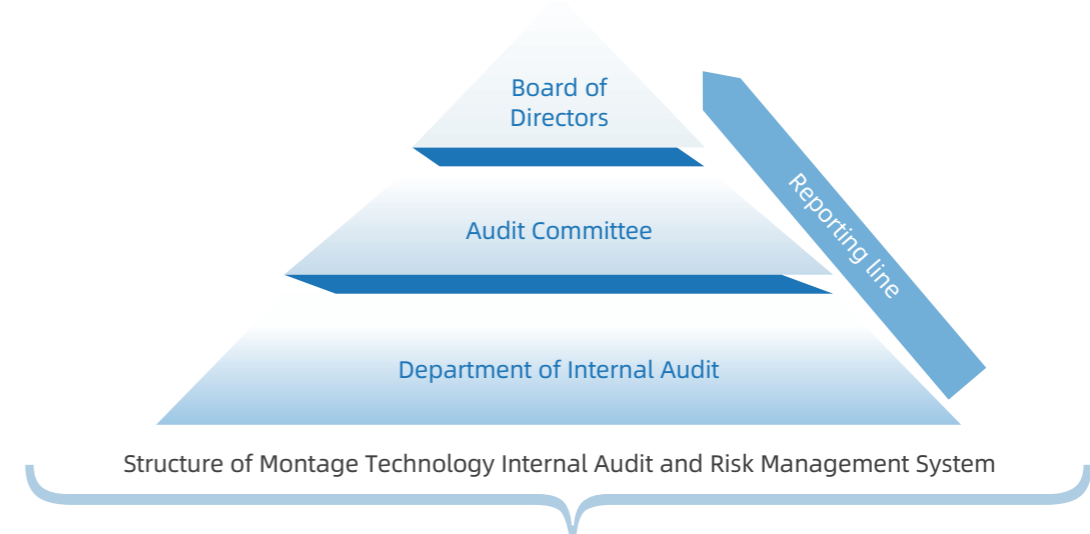 Board of
Directors
Audit Committee
Reporting line
Department of Internal Audit
Structure of Montage Technology Internal Audit and Risk Management System